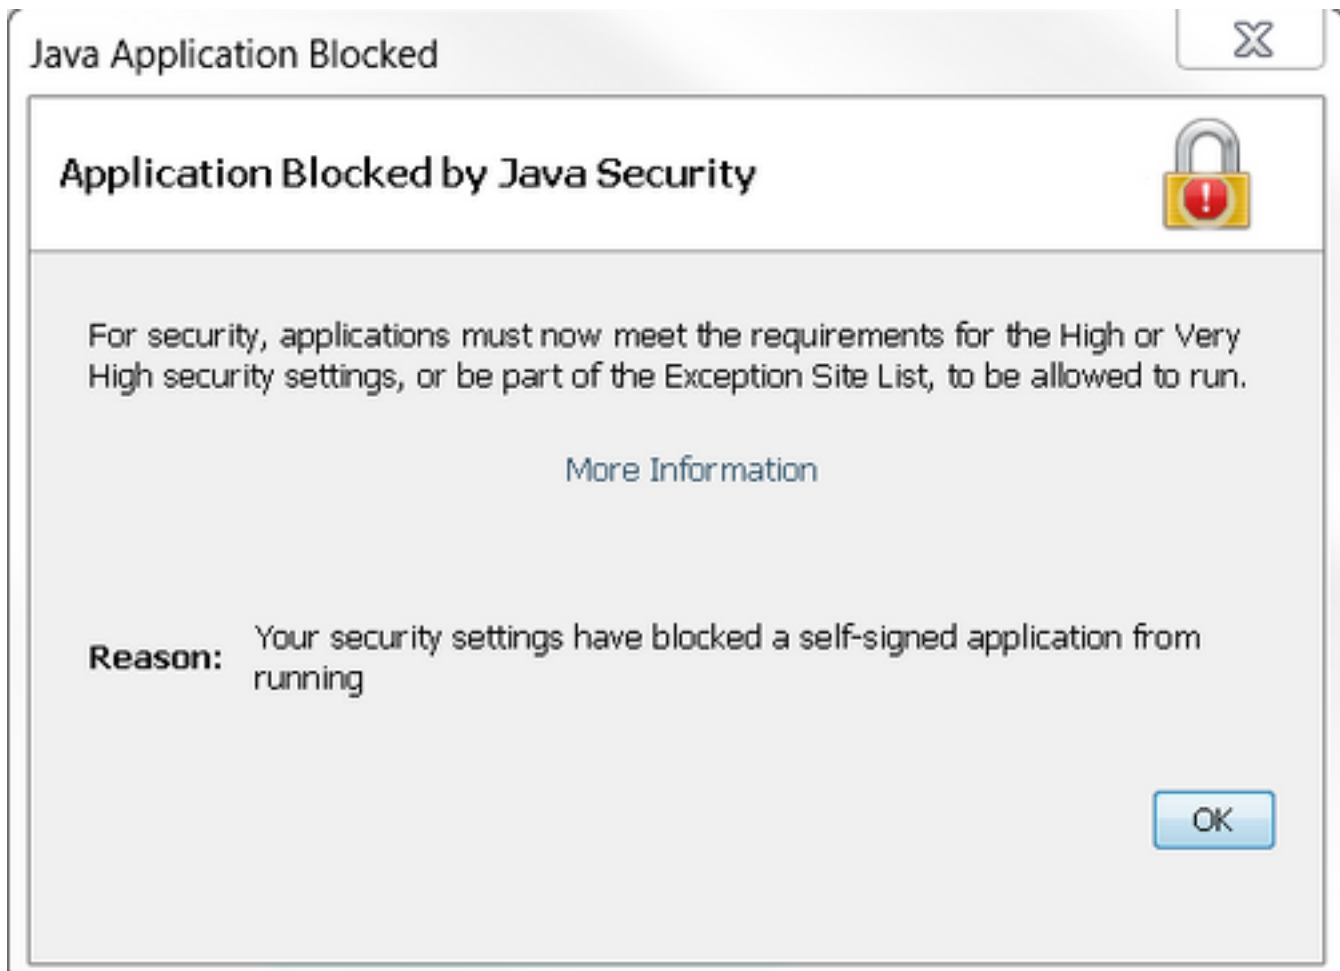 Java Application Blocked
Application Blocked by Java Security
For security, applications must now meet the requirements for the High or Very
High security settings, or be part of the Exception Site List, to be allowed to run.
More Information
Reason: Your security settings have blocked a self-signed application from
running
OK